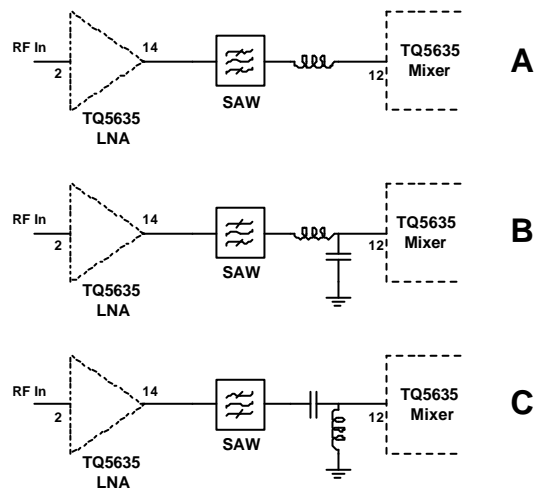 14
RF In
2
TQ5635
LNA
SAW
12
TQ5635
Mixer
A
14
RF In
2
TQ5635
LNA
SAW
12
TQ5635
Mixer
B
14
RF In
2
TQ5635
LNA
SAW
12
TQ5635
Mixer
C